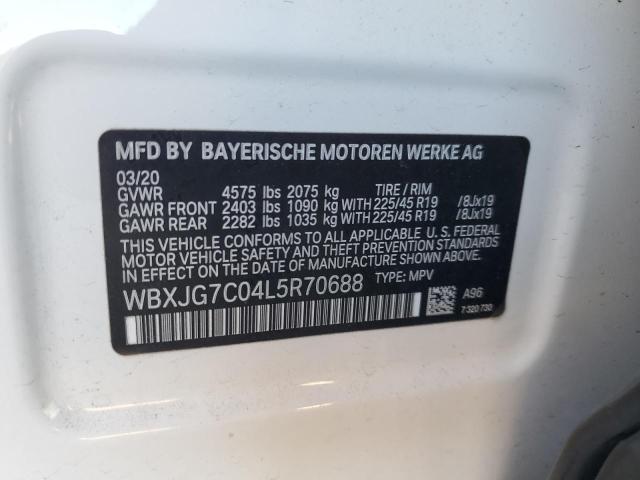 MFD BY BAYERISCHE MOTOREN WERKE AG
03/20
GVWR 4575 lbs 2075 kg TIRE / RIM
GAWR FRONT 2403 lbs 1090 kg WITH 225/45 R19 /8Jx19
GAWR REAR 2282 lbs 1035 kg WITH 225/45 R19 /8Jx19
THIS VEHICLE CONFORMS TO ALL APPLICABLE U. S. FEDERAL
MOTOR VEHICLE SAFETY AND THEFT PREVENTION STANDARDS
IN EFFECT ON THE DATE OF MANUFACTURE SHOWN ABOVE.
WBXJG7C04L5R70688 TYPE: MPV
A96
7 320 730